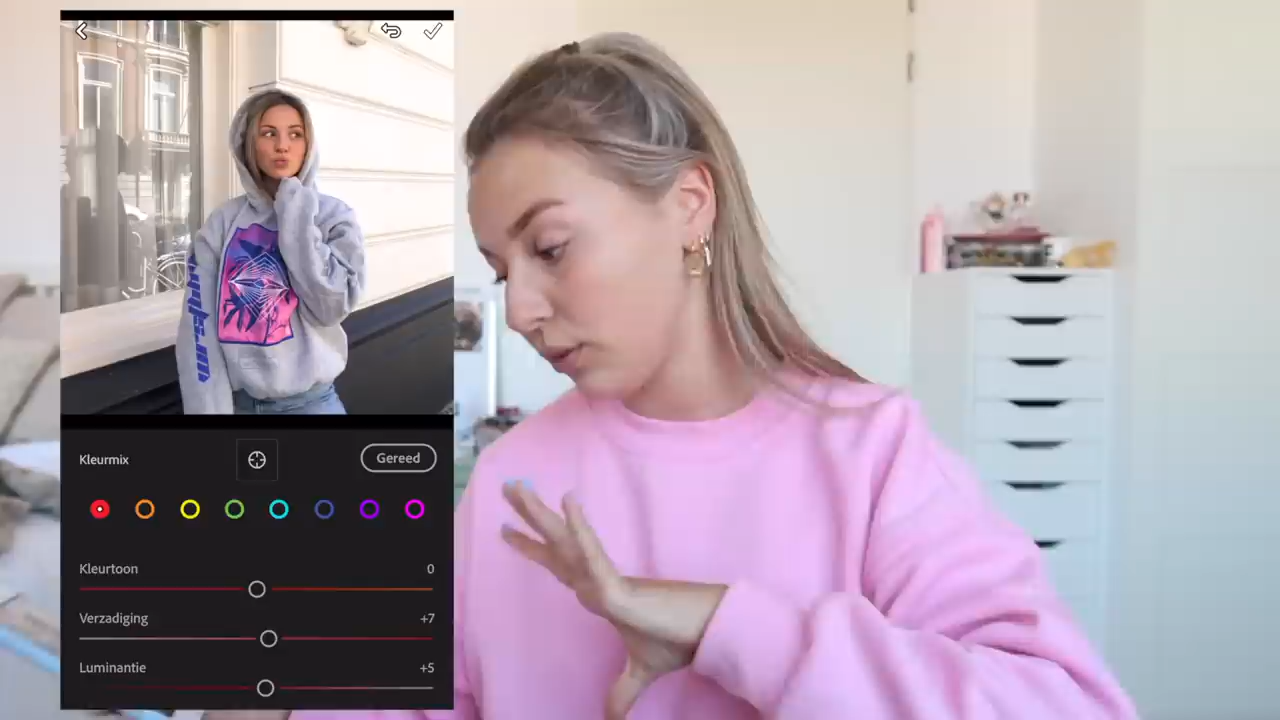 Kleurmix
Gereed
Kleurtoon 0
Verzadiging +7
Luminantie +5